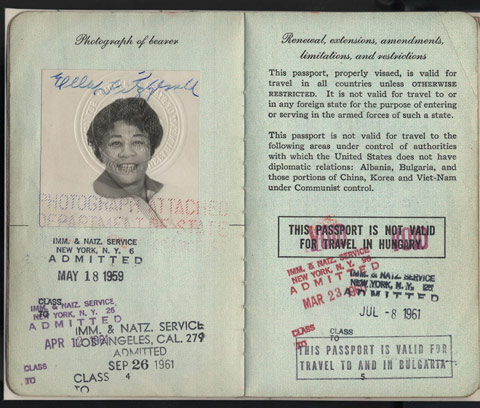 Photograph of bearer
Ella Fitzgerald
PHOTOGRAPH ATTACHED
DEPARTMENT OF STATE
IMM. & NATZ. SERVICE
NEW YORK, N. Y. 6
ADMITTED
MAY 18 1959
CLASS
TO
IMM. & NATZ. SERVICE
NEW YORK, N.Y. 26
ADMITTED
APR 1961
CLASS
TO
IMM. & NATZ. SERVICE
LOS ANGELES, CAL. 279
ADMITTED
SEP 26 1961
CLASS
TO
4
Renewal, extensions, amendments,
limitations, and restrictions
This passport, properly visaed, is valid for
travel in all countries unless OTHERWISE
RESTRICTED. It is not valid for travel to or
in any foreign state for the purpose of entering
or serving in the armed forces of such a state.
This passport is not valid for travel to the
following areas under control of authorities
with which the United States does not have
diplomatic relations: Albania, Bulgaria, and
those portions of China, Korea and Viet-Nam
under Communist control.
THIS PASSPORT IS NOT VALID
FOR TRAVEL IN HUNGARY.
VOID
VOID
IMM. & NATZ. SERVICE
NEW YORK, N.Y. 98
ADMITTED
MAR 23
CLASS
TO
IMM. & NATZ. SERVICE
NEW YORK, N.Y.
ADMITTED
JUL -8 1961
CLASS
TO
THIS PASSPORT IS VALID FOR
TRAVEL TO AND IN BULGARIA
5